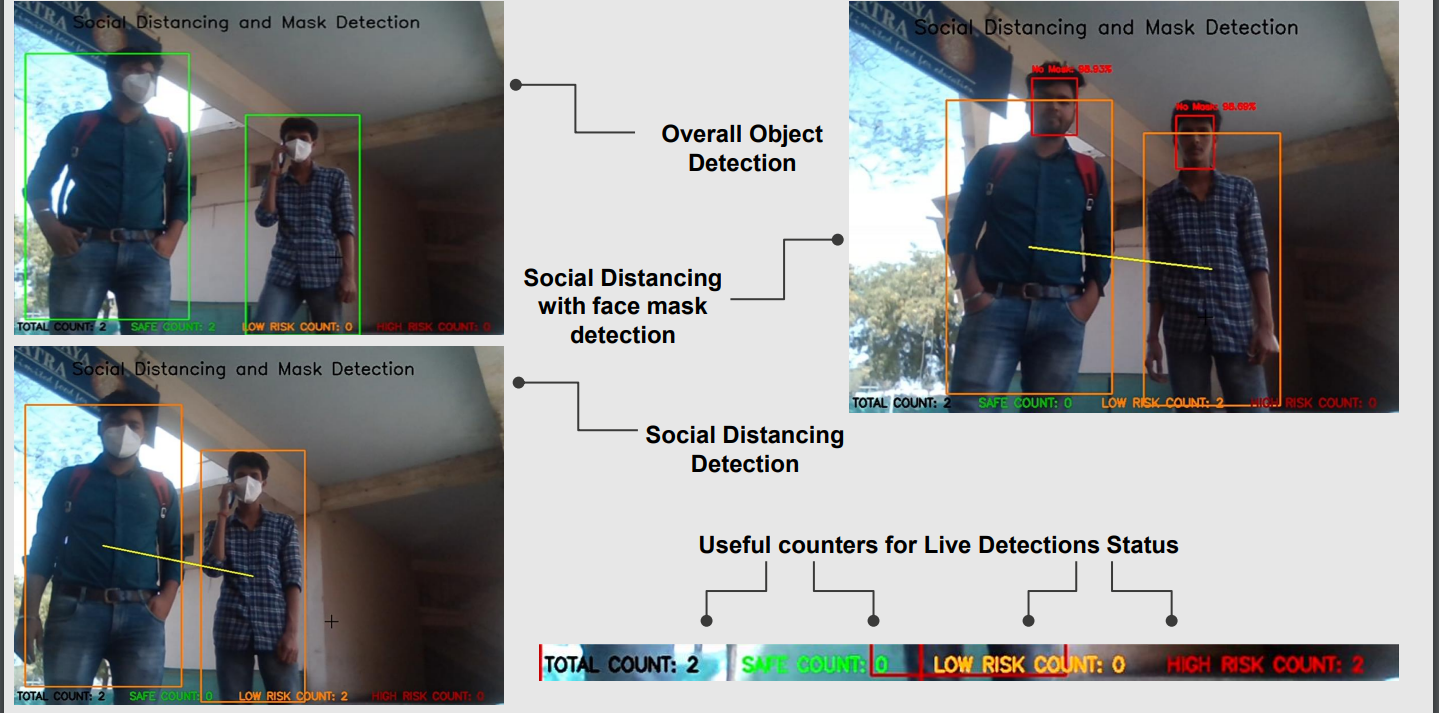 Social Distancing and Mask Detection
ATRA
TOTAL COUNT: 2 SAFE COUNT: 2 LOW RISK COUNT: 0 HIGH RISK COUNT: 0
Overall Object
Detection
Social Distancing and Mask Detection
No Mask: 98.93%
No Mask: 98.69%
TOTAL COUNT: 2 SAFE COUNT: 0 LOW RISK COUNT: 2 HIGH RISK COUNT: 0
Social Distancing
with face mask
detection
Social Distancing and Mask Detection
ATRA
TOTAL COUNT: 2 SAFE COUNT: 0 LOW RISK COUNT: 2 HIGH RISK COUNT: 0
Social Distancing
Detection
Useful counters for Live Detections Status
TOTAL COUNT: 2 SAFE COUNT: 0 LOW RISK COUNT: 0 HIGH RISK COUNT: 2